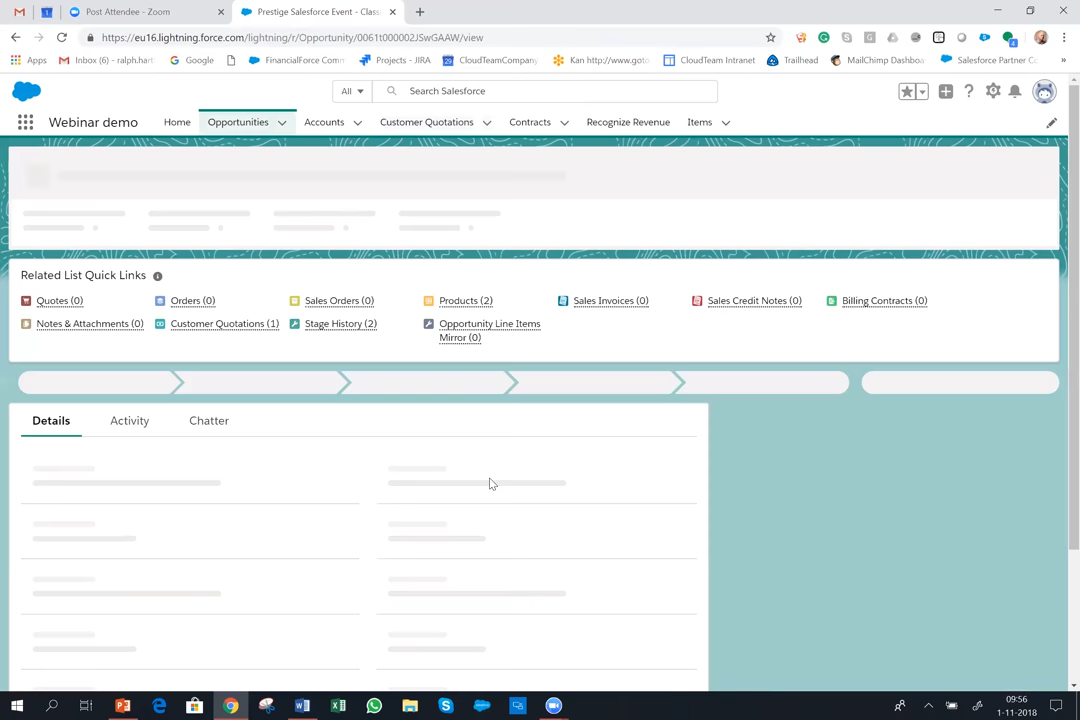 Post Attendee - Zoom
Prestige Salesforce Event - Clas
https://eu16.lightning.force.com/lightning/r/Opportunity/0061t000002JSwGAAW/view
Apps
Inbox (6) - ralph.hart
Google
FinancialForce Comm
Projects - JIRA
CloudTeamCompany
Kan http://www.goto
CloudTeam Intranet
Trailhead
MailChimp Dashboa
Salesforce Partner Co
All
Search Salesforce
Webinar demo
Home
Opportunities
Accounts
Customer Quotations
Contracts
Recognize Revenue
Items
Related List Quick Links
Quotes (0)
Orders (0)
Sales Orders (0)
Products (2)
Sales Invoices (0)
Sales Credit Notes (0)
Billing Contracts (0)
Notes & Attachments (0)
Customer Quotations (1)
Stage History (2)
Opportunity Line Items
Mirror (0)
Details
Activity
Chatter
09:56
1-11-2018